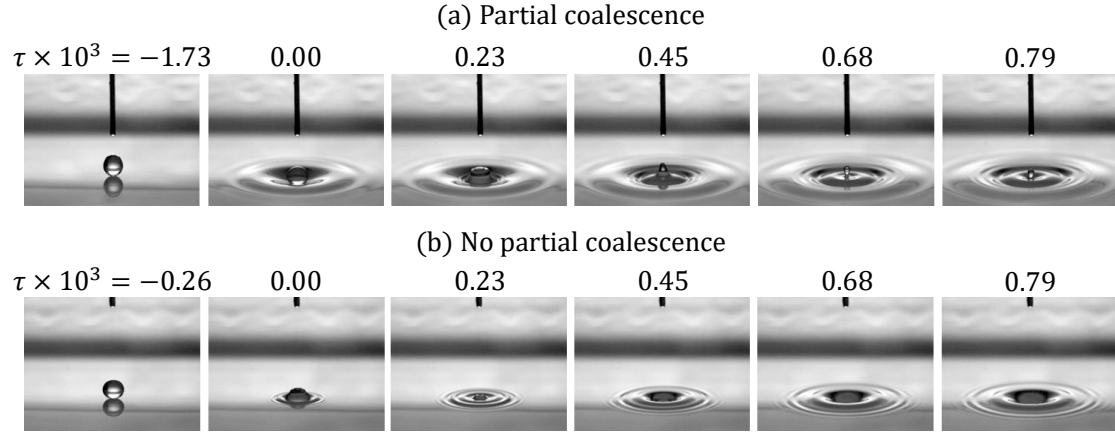 (a) Partial coalescence
τ × 10³ = −1.73 0.00 0.23 0.45 0.68 0.79
(b) No partial coalescence
τ × 10³ = −0.26 0.00 0.23 0.45 0.68 0.79